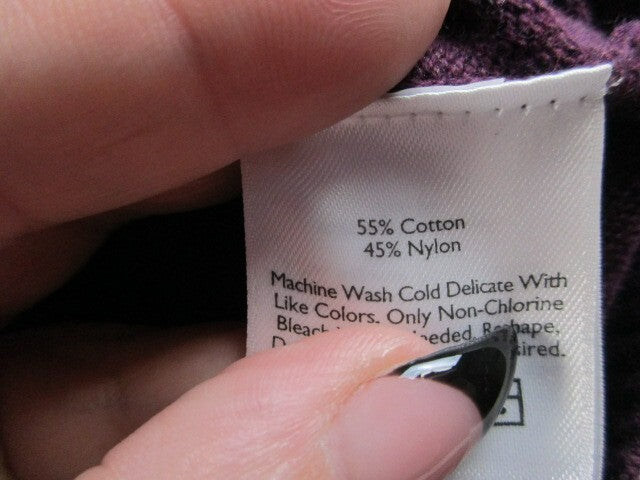 55% Cotton
45% Nylon
Machine Wash Cold Delicate With
Like Colors. Only Non-Chlorine
Bleach Reshape,